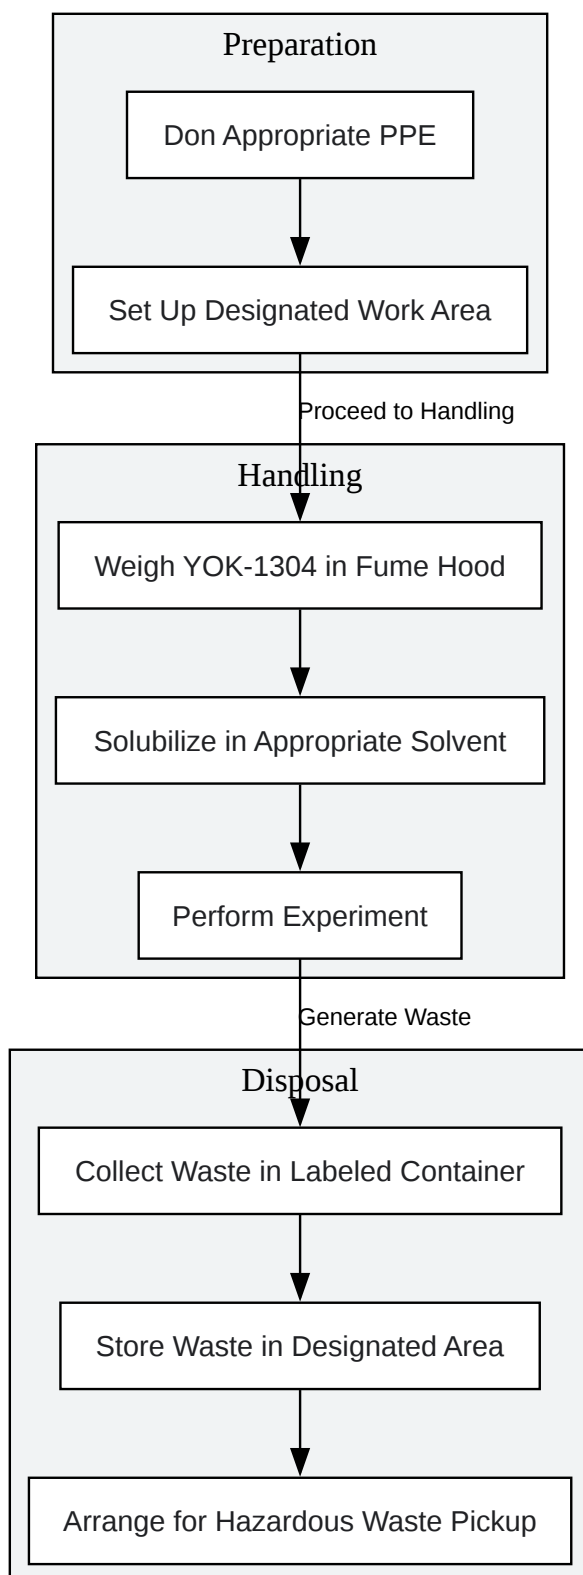 Preparation
Don Appropriate PPE
Set Up Designated Work Area
Proceed to Handling
Handling
Weigh YOK-1304 in Fume Hood
Solubilize in Appropriate Solvent
Perform Experiment
Generate Waste
Disposal
Collect Waste in Labeled Container
Store Waste in Designated Area
Arrange for Hazardous Waste Pickup